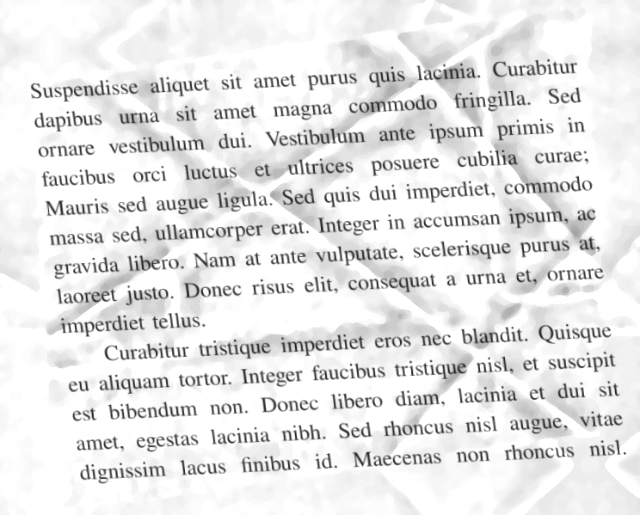 Suspendisse aliquet sit amet purus quis lacinia. Curabitur
dapibus urna sit amet magna commodo fringilla. Sed
ornare vestibulum dui. Vestibulum ante ipsum primis in
faucibus orci luctus et ultrices posuere cubilia curae;
Mauris sed augue ligula. Sed quis dui imperdiet, commodo
massa sed, ullamcorper erat. Integer in accumsan ipsum, ac
gravida libero. Nam at ante vulputate, scelerisque purus at,
laoreet justo. Donec risus elit, consequat a urna et, ornare
imperdiet tellus.
Curabitur tristique imperdiet eros nec blandit. Quisque
eu aliquam tortor. Integer faucibus tristique nisl, et suscipit
est bibendum non. Donec libero diam, lacinia et dui sit
amet, egestas lacinia nibh. Sed rhoncus nisl augue, vitae
dignissim lacus finibus id. Maecenas non rhoncus nisl.